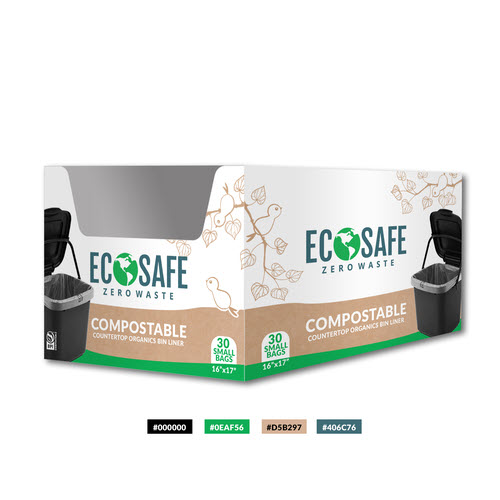 ECOSAFE
ZERO WASTE
COMPOSTABLE
COUNTERTOP ORGANICS BIN LINER
30
SMALL
BAGS
16"x17"
ECOSAFE
ZERO WASTE
COMPOSTABLE
COUNTERTOP ORGANICS BIN LINER
30
SMALL
BAGS
16"x17"
#000000
#0EAF56
#D5B297
#406C76